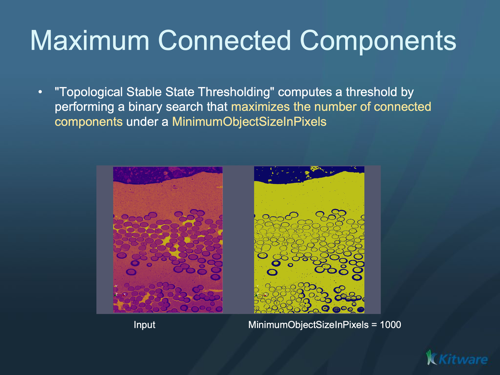 Maximum Connected Components
• "Topological Stable State Thresholding" computes a threshold by
performing a binary search that maximizes the number of connected
components under a MinimumObjectSizeInPixels
Input
MinimumObjectSizeInPixels = 1000
Kitware